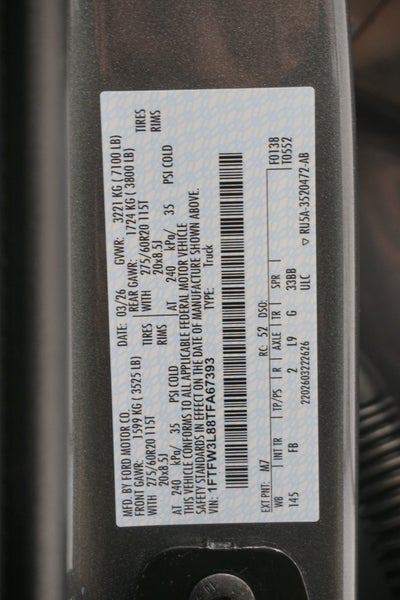 MFD. BY FORD MOTOR CO.
DATE: 03/26 GVWR: 3221 KG ( 7100 LB)
FRONT GAWR: 1599 KG ( 3525 LB) REAR GAWR: 1724 KG ( 3800 LB)
WITH 275/60R20 115T TIRES WITH 275/60R20 115T TIRES
20x8.5J RIMS 20x8.5J RIMS
AT 240 kPa/ 35 PSI COLD AT 240 kPa/ 35 PSI COLD
THIS VEHICLE CONFORMS TO ALL APPLICABLE FEDERAL MOTOR VEHICLE
SAFETY STANDARDS IN EFFECT ON THE DATE OF MANUFACTURE SHOWN ABOVE.
VIN: 1FTFW3L88TFA67393 TYPE: Truck
F0138
T0552
EXT PNT: M7 RC: 52 DSO:
WB INT TR TP/PS R AXLE TR SPR
145 FB 2 L9 G 33BB
2202603222626 ULC ▽ RU5A-3520472-AB